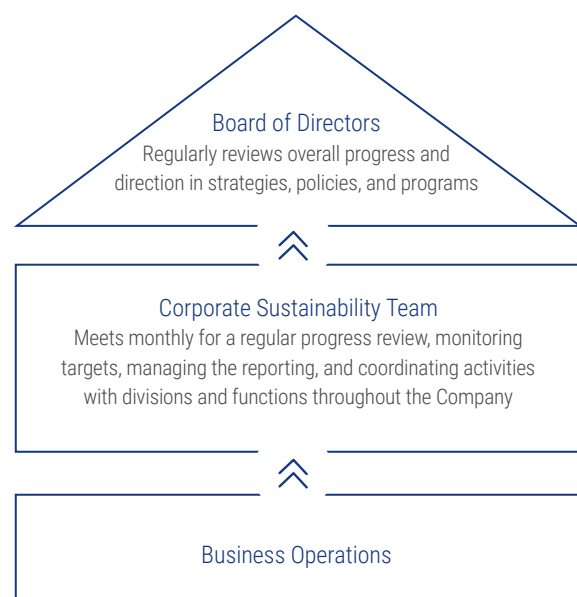 Board of Directors
Regularly reviews overall progress and
direction in strategies, policies, and programs
Corporate Sustainability Team
Meets monthly for a regular progress review, monitoring
targets, managing the reporting, and coordinating activities
with divisions and functions throughout the Company
Business Operations